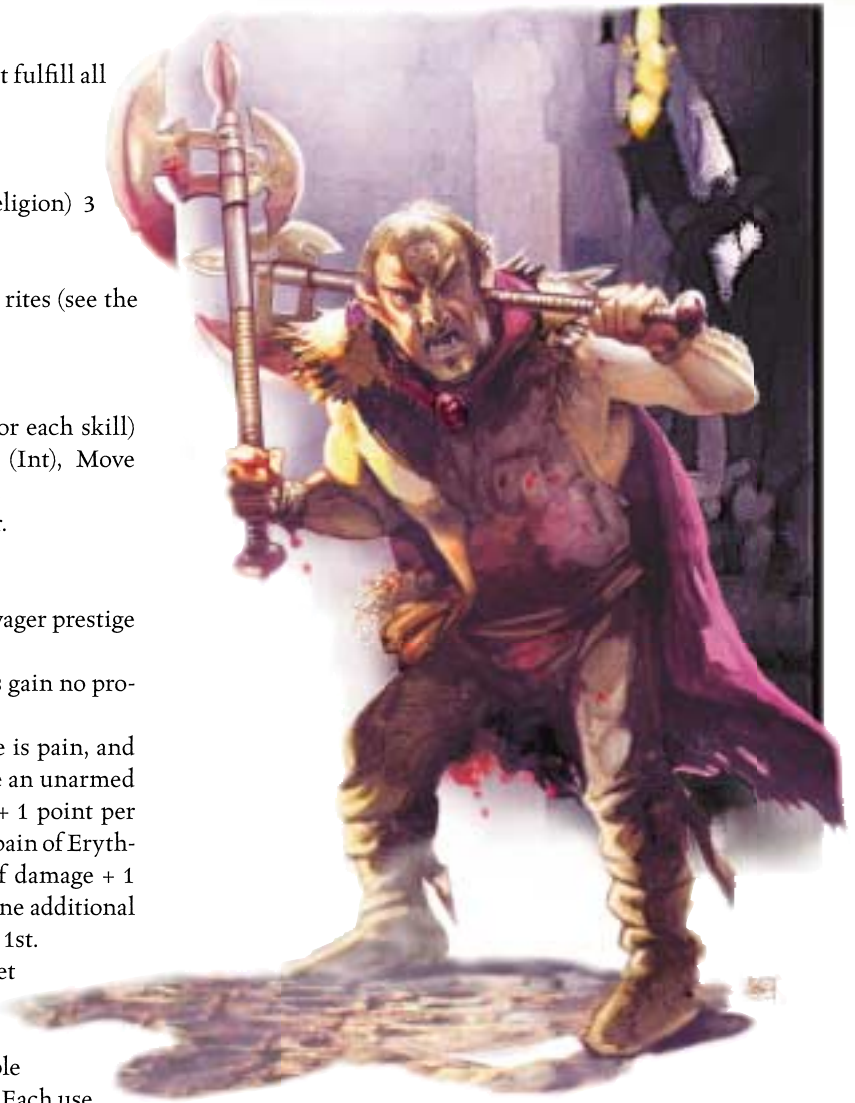 t fulfill all
eligion) 3
rites (see the
or each skill)
(Int), Move
r.
vager prestige
s gain no pro-
e is pain, and
e an unarmed
+ 1 point per
pain of Eryth-
f damage + 1
ne additional
1st.
et
ole
Each use